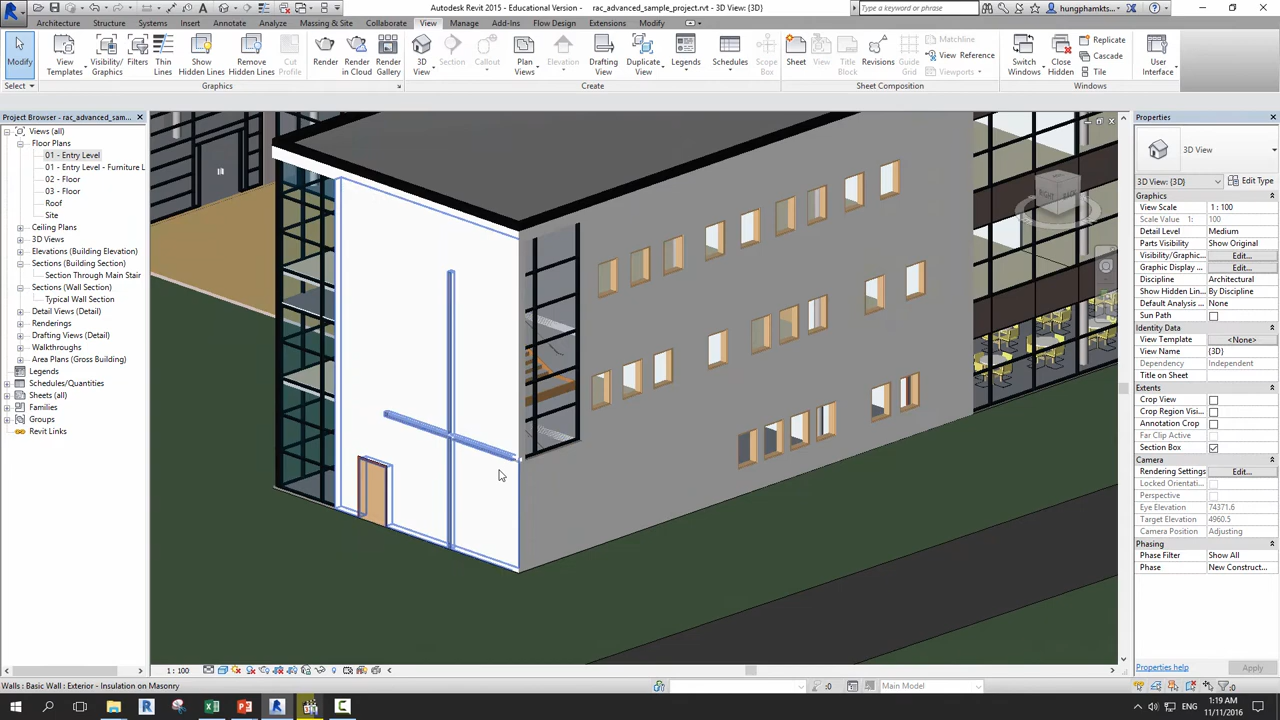 Autodesk Revit 2015 - Educational Version - rac_advanced_sample_project.rvt - 3D View: {3D}
Type a keyword or phrase
hungphamkts...
Architecture Structure Systems Insert Annotate Analyze Massing & Site Collaborate View Manage Add-Ins Flow Design Extensions Modify
Modify
View Templates
Visibility/ Graphics
Filters
Thin Lines
Show Hidden Lines
Remove Hidden Lines
Cut Profile
Render
Render in Cloud
Render Gallery
3D View
Section
Callout
Plan Views
Elevation
Drafting View
Duplicate View
Legends
Schedules
Scope Box
Sheet
View
Title Block
Revisions
Guide Grid
Matchline
View Reference
Viewports
Switch Windows
Close Hidden
Replicate
Cascade
Tile
User Interface
Select Graphics Create Sheet Composition Windows
Project Browser - rac_advanced_sam...
Views (all)
Floor Plans
01 - Entry Level
01 - Entry Level - Furniture L
02 - Floor
03 - Floor
Roof
Site
Ceiling Plans
3D Views
Elevations (Building Elevation)
Sections (Building Section)
Section Through Main Stair
Sections (Wall Section)
Typical Wall Section
Detail Views (Detail)
Renderings
Drafting Views (Detail)
Walkthroughs
Area Plans (Gross Building)
Legends
Schedules/Quantities
Sheets (all)
Families
Groups
Revit Links
RIGHT
BACK
Properties
3D View
3D View: {3D} Edit Type
Graphics
View Scale 1 : 100
Scale Value 1: 100
Detail Level Medium
Parts Visibility Show Original
Visibility/Graphic... Edit...
Graphic Display ... Edit...
Discipline Architectural
Show Hidden Lin... By Discipline
Default Analysis ... None
Sun Path
Identity Data
View Template <None>
View Name {3D}
Dependency Independent
Title on Sheet
Extents
Crop View
Crop Region Visi...
Annotation Crop
Far Clip Active
Section Box
Camera
Rendering Settings Edit...
Locked Orientati...
Perspective
Eye Elevation 74371.6
Target Elevation 4960.5
Camera Position Adjusting
Phasing
Phase Filter Show All
Phase New Construct...
Properties help Apply
1 : 100
Walls : Basic Wall : Exterior - Insulation on Masonry
:0
Main Model
:0
ENG
1:19 AM
11/11/2016